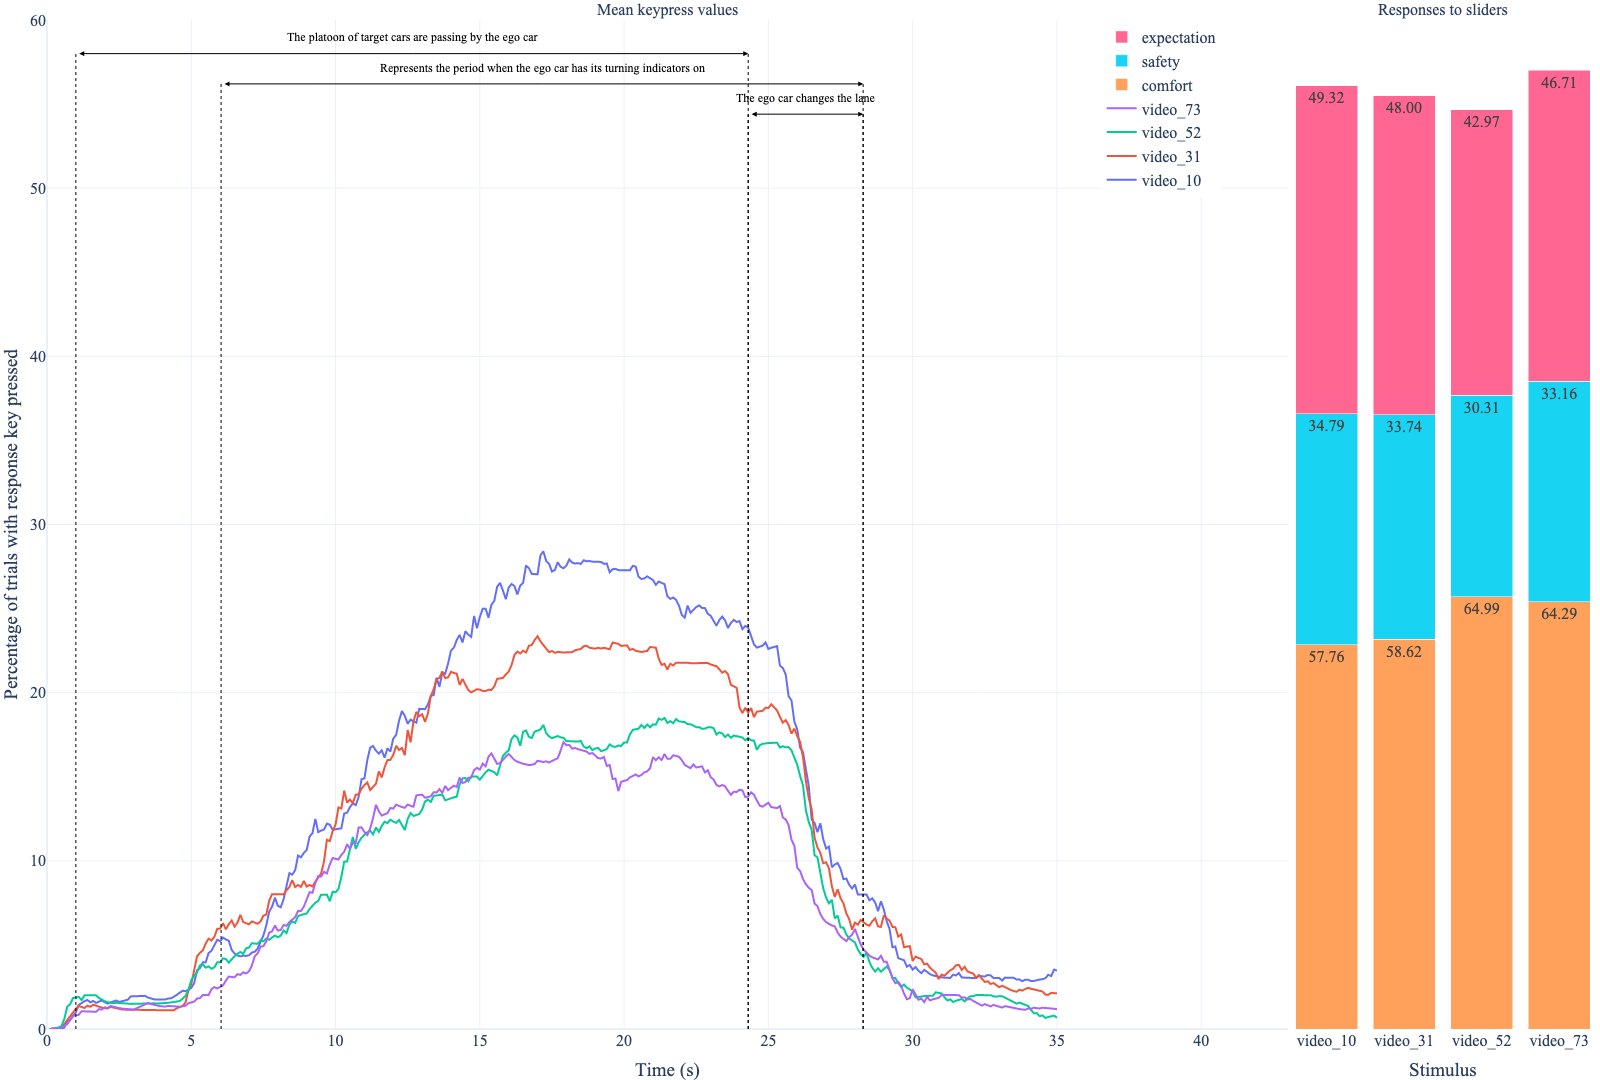 Mean keypress values
Responses to sliders
The platoon of target cars are passing by the ego car
Represents the period when the ego car has its turning indicators on
The ego car changes the lane
expectation
safety
comfort
video_73
video_52
video_31
video_10
Percentage of trials with response key pressed
60
50
40
30
20
10
0
0 5 10 15 20 25 30 35 40
Time (s)
49.32 48.00 42.97 46.71
34.79 33.74 30.31 33.16
57.76 58.62 64.99 64.29
video_10 video_31 video_52 video_73
Stimulus